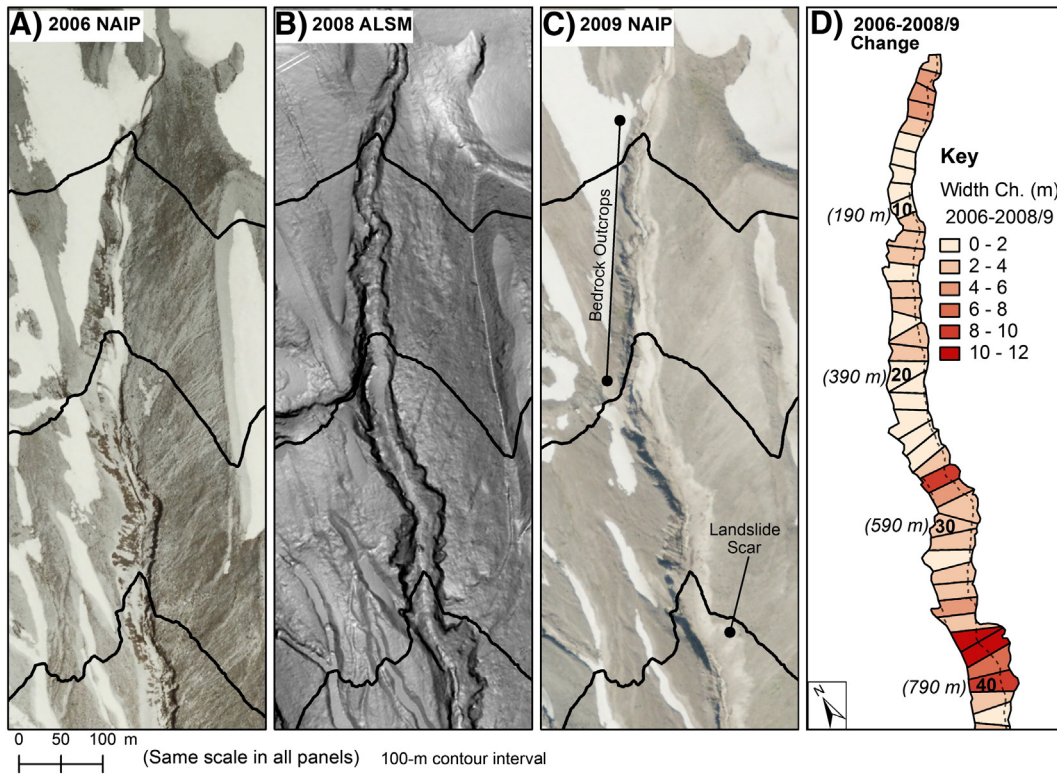 A) 2006 NAIP
B) 2008 ALSM
C) 2009 NAIP
D) 2006-2008/9
Change
Bedrock Outcrops
Landslide
Scar
Key
Width Ch. (m)
2006-2008/9
0 - 2
2 - 4
4 - 6
6 - 8
8 - 10
10 - 12
(190 m) 10
(390 m) 20
(590 m) 30
(790 m) 40
N
0 50 100 m
(Same scale in all panels) 100-m contour interval